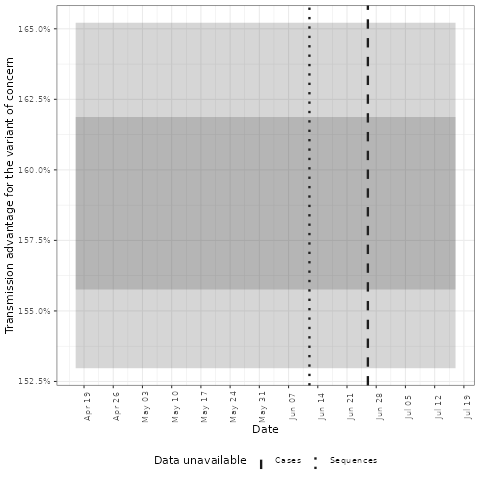 Transmission advantage for the variant of concern
165.0%
162.5%
160.0%
157.5%
155.0%
152.5%
Apr 19
Apr 26
May 03
May 10
May 17
May 24
May 31
Jun 07
Jun 14
Jun 21
Jun 28
Jul 05
Jul 12
Jul 19
Date
Data unavailable Cases Sequences